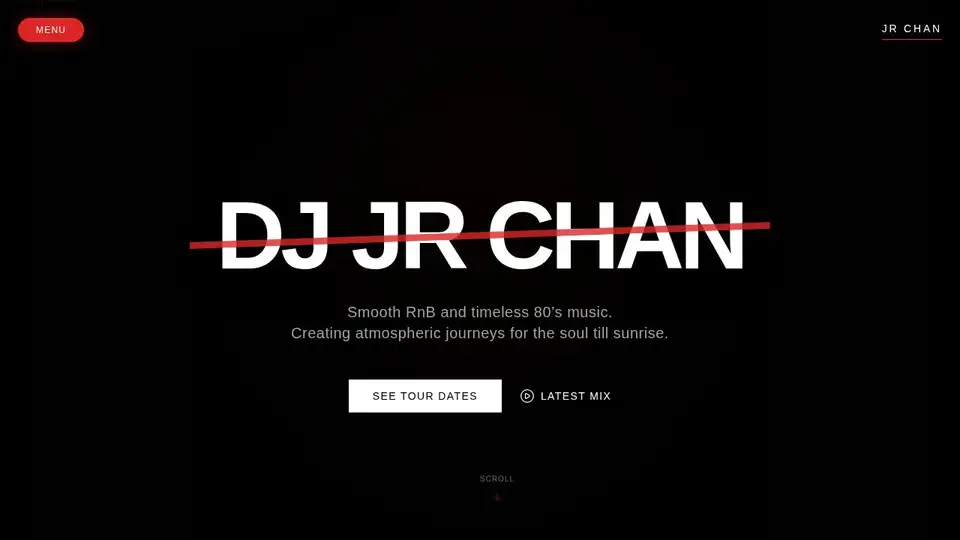 MENU
JR CHAN
DJ JR CHAN
Smooth RnB and timeless 80's music.
Creating atmospheric journeys for the soul till sunrise.
SEE TOUR DATES
LATEST MIX
SCROLL